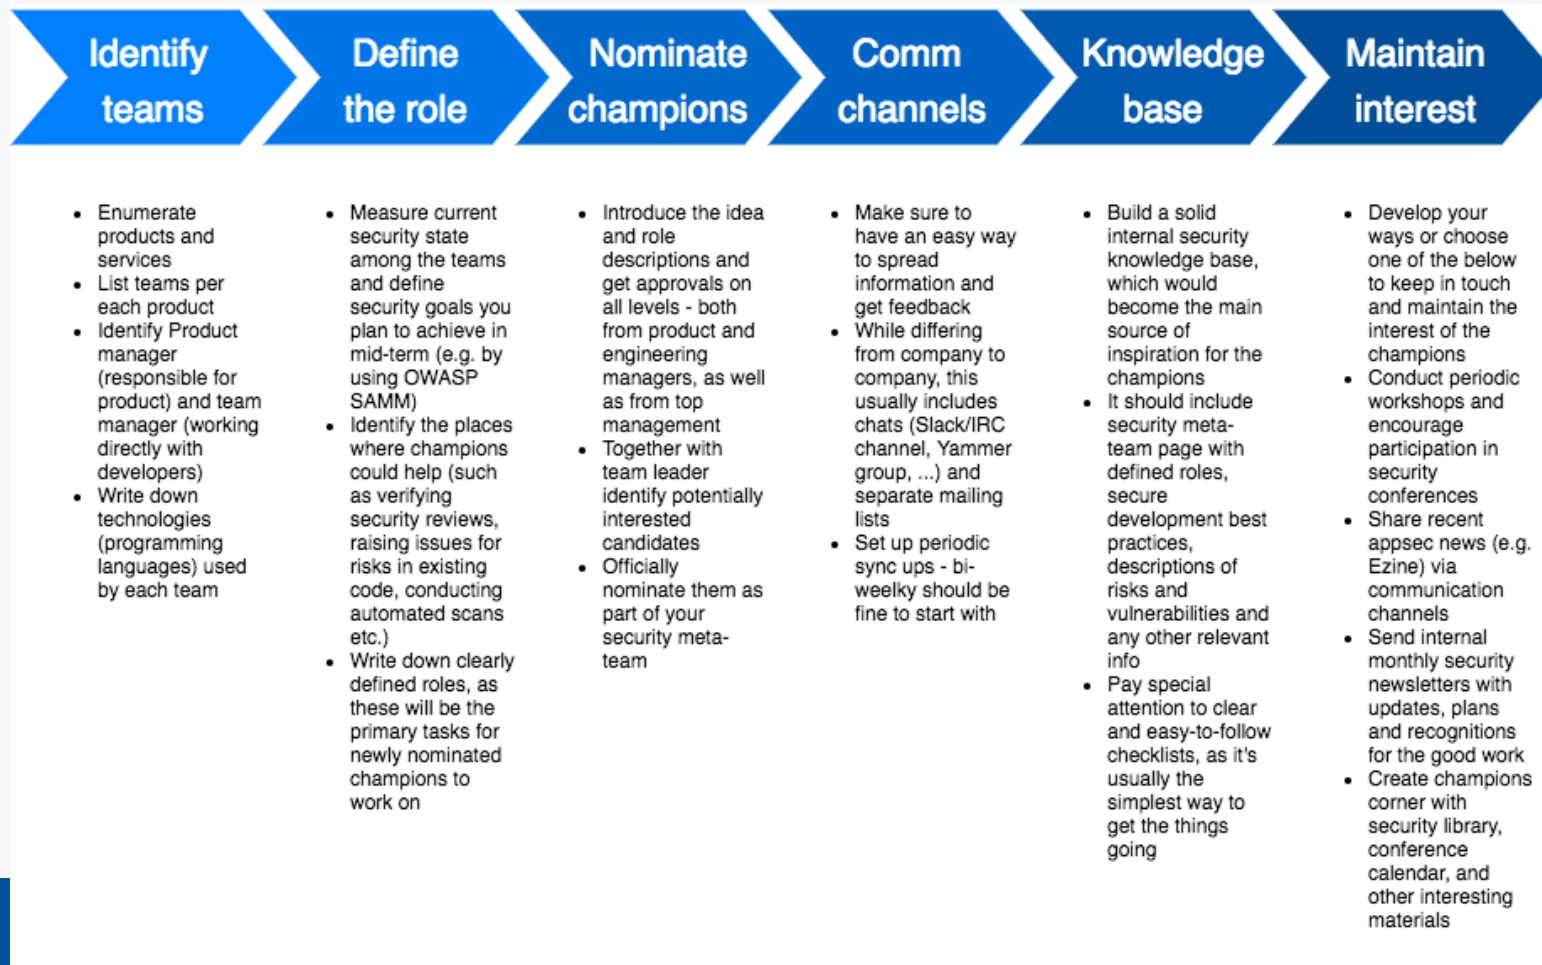 Identify
teams
Define
the role
Nominate
champions
Comm
channels
Knowledge
base
Maintain
interest
• Enumerate
products and
services
• List teams per
each product
• Identify Product
manager
(responsible for
product) and team
manager (working
directly with
developers)
• Write down
technologies
(programming
languages) used
by each team
• Measure current
security state
among the teams
and define
security goals you
plan to achieve in
mid-term (e.g. by
using OWASP
SAMM)
• Identify the places
where champions
could help (such
as verifying
security reviews,
raising issues for
risks in existing
code, conducting
automated scans
etc.)
• Write down clearly
defined roles, as
these will be the
primary tasks for
newly nominated
champions to
work on
• Introduce the idea
and role
descriptions and
get approvals on
all levels - both
from product and
engineering
managers, as well
as from top
management
• Together with
team leader
identify potentially
interested
candidates
• Officially
nominate them as
part of your
security meta-
team
• Make sure to
have an easy way
to spread
information and
get feedback
• While differing
from company to
company, this
usually includes
chats (Slack/IRC
channel, Yammer
group, ...) and
separate mailing
lists
• Set up periodic
sync ups - bi-
weelky should be
fine to start with
• Build a solid
internal security
knowledge base,
which would
become the main
source of
inspiration for the
champions
• It should include
security meta-
team page with
defined roles,
secure
development best
practices,
descriptions of
risks and
vulnerabilities and
any other relevant
info
• Pay special
attention to clear
and easy-to-follow
checklists, as it's
usually the
simplest way to
get the things
going
• Develop your
ways or choose
one of the below
to keep in touch
and maintain the
interest of the
champions
• Conduct periodic
workshops and
encourage
participation in
security
conferences
• Share recent
appsec news (e.g.
Ezine) via
communication
channels
• Send internal
monthly security
newsletters with
updates, plans
and recognitions
for the good work
• Create champions
corner with
security library,
conference
calendar, and
other interesting
materials